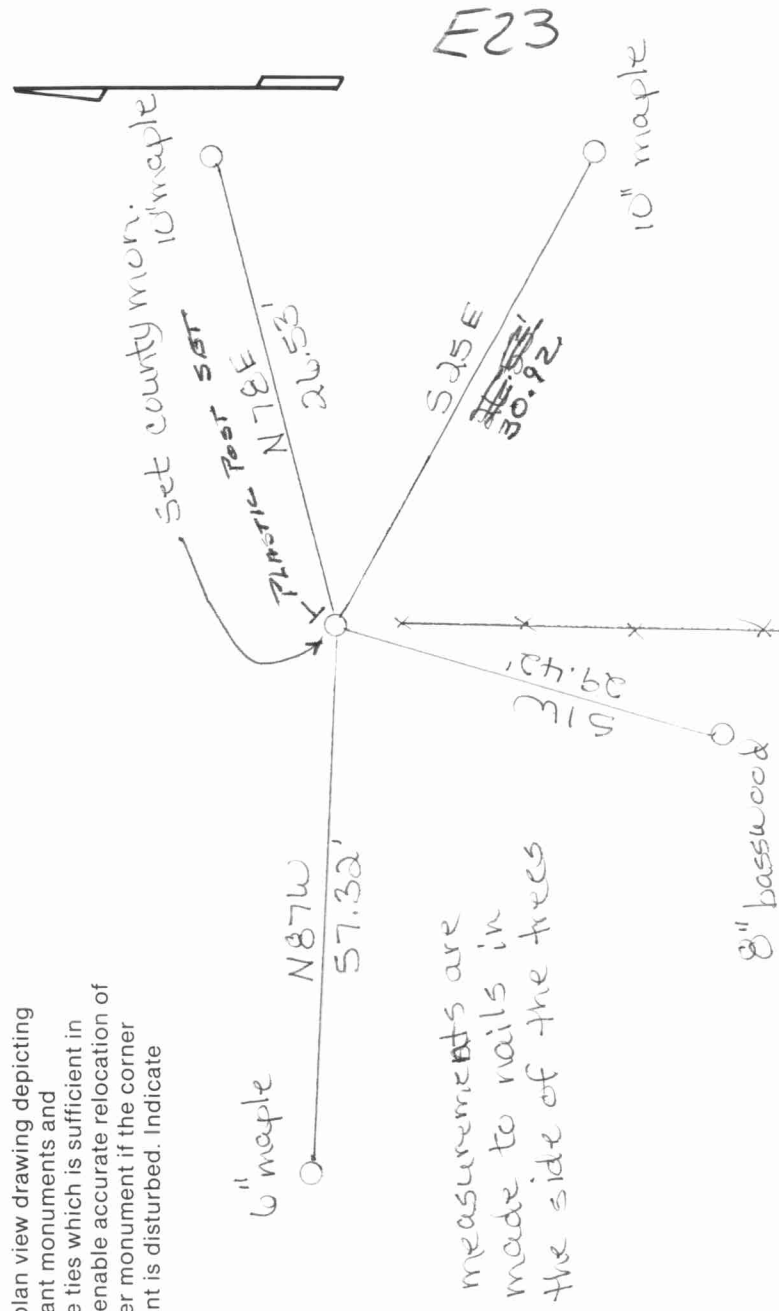 plan view drawing depicting
ant monuments and
e ties which is sufficient in
enable accurate relocation of
er monument if the corner
nt is disturbed. Indicate
E23
Set county mon.
10" maple
PLASTIC POST SET
N78E
26.53'
6" maple
N87W
57.32'
S25E
30.92
10" maple
S1E
29.42'
8" basswood
measurements are
made to nails in
the side of the trees